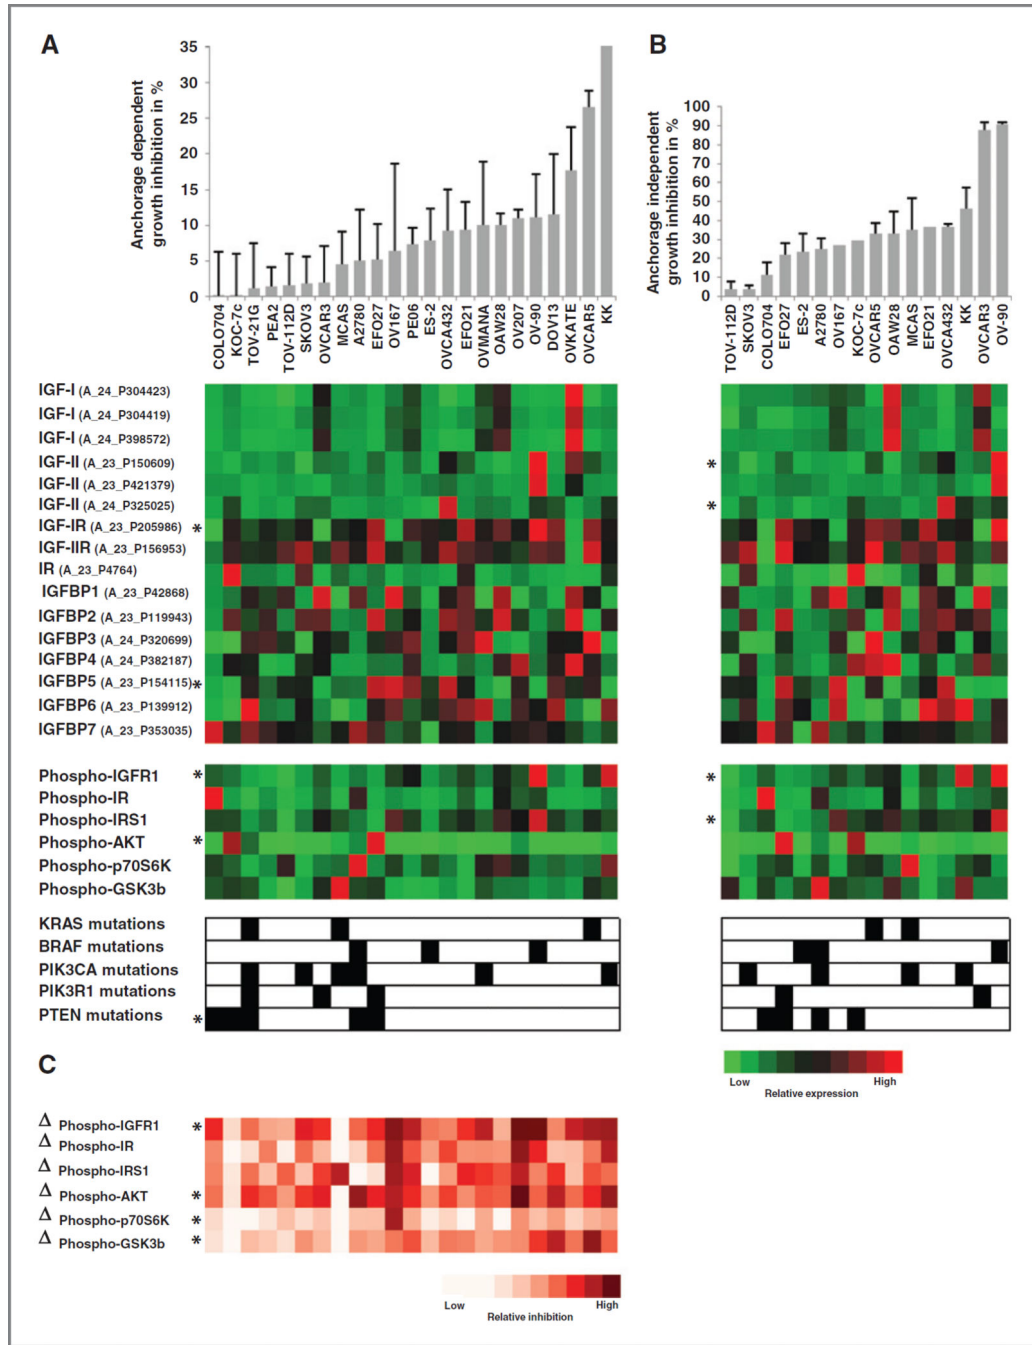 A
Anchorage dependent
growth inhibition in %
35
30
25
20
15
10
5
0
COLO704
KOC-7c
TOV-21G
PEA2
TOV-112D
SKOV3
OVCAR3
MCAS
A2780
EFO27
OV167
PE06
ES-2
OVCA432
EFO21
OVMANA
OAW28
OV207
OV-90
DOV13
OVKATE
OVCAR5
KK
B
Anchorage independent
growth inhibition in %
100
90
80
70
60
50
40
30
20
10
0
TOV-112D
SKOV3
COLO704
EFO27
ES-2
A2780
OV167
KOC-7c
OVCAR5
OAW28
MCAS
EFO21
OVCA432
KK
OVCAR3
OV-90
IGF-I (A_24_P304423)
IGF-I (A_24_P304419)
IGF-I (A_24_P398572)
IGF-II (A_23_P150609) *
IGF-II (A_23_P421379)
IGF-II (A_24_P325025) *
IGF-IR (A_23_P205986) *
IGF-IIR (A_23_P156953)
IR (A_23_P4764)
IGFBP1 (A_23_P42868)
IGFBP2 (A_23_P119943)
IGFBP3 (A_24_P320699)
IGFBP4 (A_24_P382187)
IGFBP5 (A_23_P154115) *
IGFBP6 (A_23_P139912)
IGFBP7 (A_23_P353035)
Phospho-IGFR1 * *
Phospho-IR
Phospho-IRS1 *
Phospho-AKT *
Phospho-p70S6K
Phospho-GSK3b
KRAS mutations
BRAF mutations
PIK3CA mutations
PIK3R1 mutations
PTEN mutations *
Low High
Relative expression
C
Δ Phospho-IGFR1 *
Δ Phospho-IR
Δ Phospho-IRS1
Δ Phospho-AKT *
Δ Phospho-p70S6K *
Δ Phospho-GSK3b *
Low High
Relative inhibition